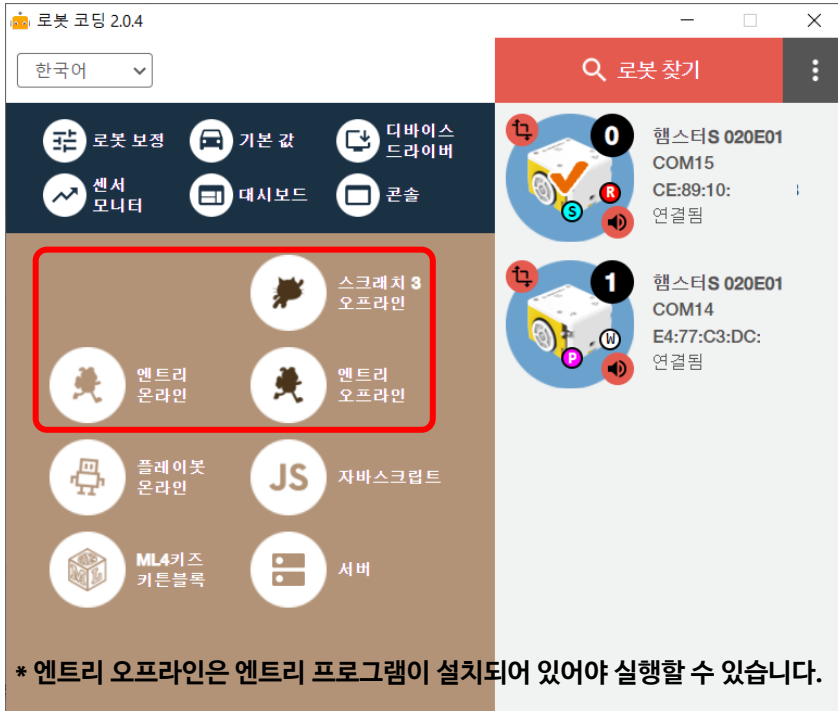 로봇 코딩 2.0.4
한국어
로봇 찾기
로봇 보정
기본 값
디바이스
드라이버
센서
모니터
대시보드
콘솔
스크래치 3
오프라인
엔트리
온라인
엔트리
오프라인
플레이봇
온라인
JS
자바스크립트
ML4키즈
키튼블록
서버
0
R
S
햄스터S 020E01
COM15
CE:89:10:
연결됨
1
W
P
햄스터S 020E01
COM14
E4:77:C3:DC:
연결됨
* 엔트리 오프라인은 엔트리 프로그램이 설치되어 있어야 실행할 수 있습니다.